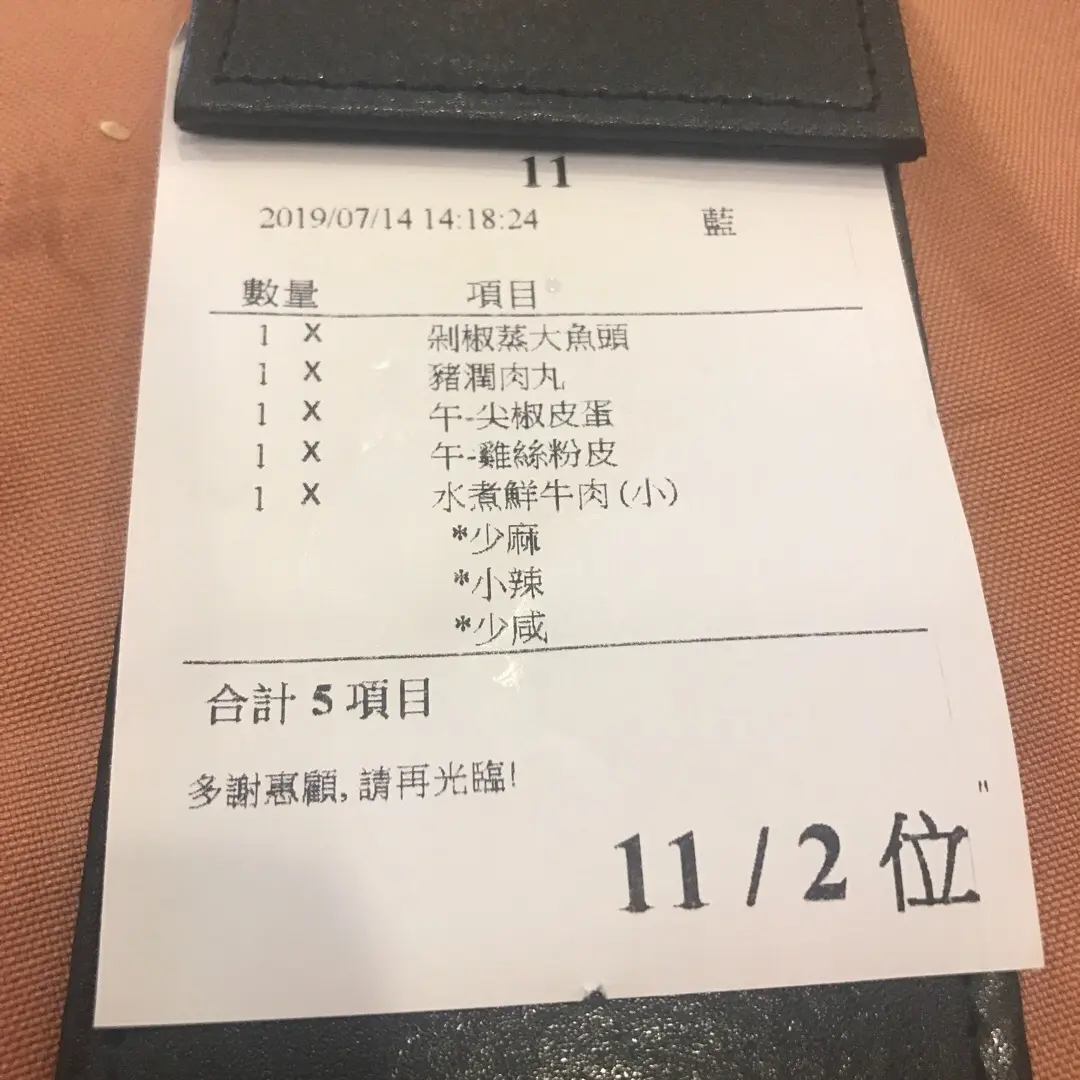 11
2019/07/14 14:18:24 藍
數量 項目
1 X 剁椒蒸大魚頭
1 X 豬潤肉丸
1 X 午-尖椒皮蛋
1 X 午-雞絲粉皮
1 X 水煮鮮牛肉(小)
*少麻
*小辣
*少咸
合計 5 項目
多謝惠顧,請再光臨!
"
11 / 2 位